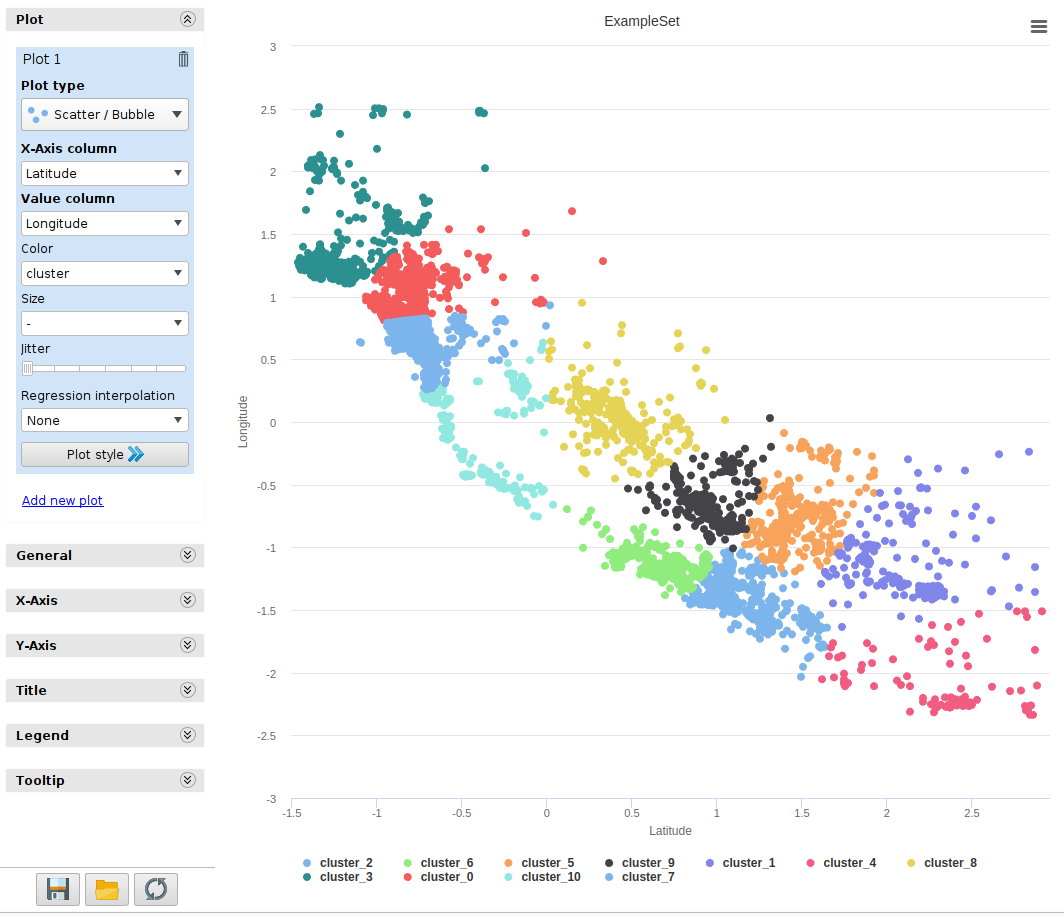 Plot
Plot 1
Plot type
Scatter / Bubble
X-Axis column
Latitude
Value column
Longitude
Color
cluster
Size
-
Jitter
Regression interpolation
None
Plot style
Add new plot
General
X-Axis
Y-Axis
Title
Legend
Tooltip
ExampleSet
3
2.5
2
1.5
1
0.5
0
-0.5
-1
-1.5
-2
-2.5
-3
Longitude
-1.5 -1 -0.5 0 0.5 1 1.5 2 2.5
Latitude
cluster_2 cluster_6 cluster_5 cluster_9 cluster_1 cluster_4 cluster_8
cluster_3 cluster_0 cluster_10 cluster_7